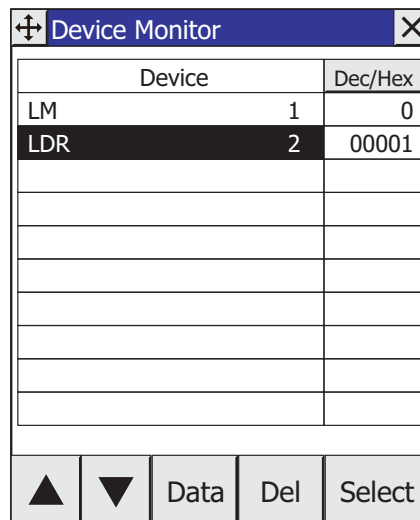 Device Monitor
Device Dec/Hex
LM 1 0
LDR 2 00001
Data Del Select